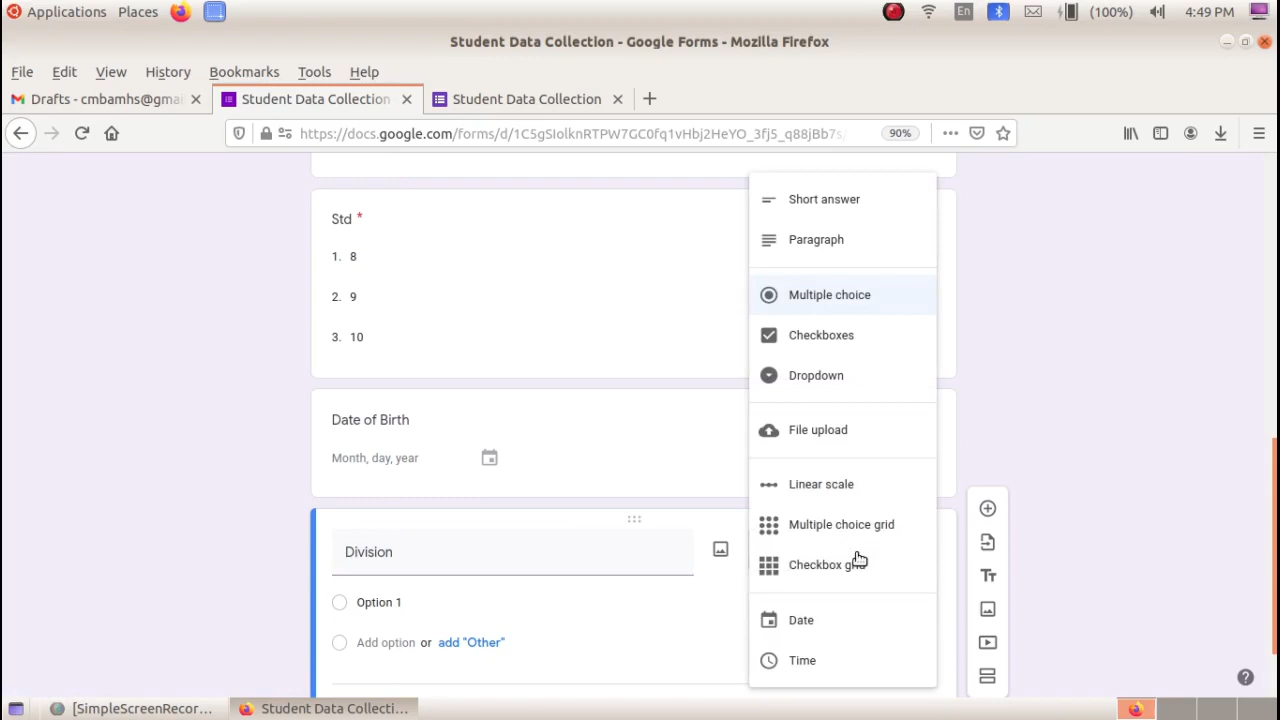 Applications Places En (100%) 4:49 PM
Student Data Collection - Google Forms - Mozilla Firefox
File Edit View History Bookmarks Tools Help
Drafts - cmbamhs@gmai Student Data Collection Student Data Collection
https://docs.google.com/forms/d/1C5gSIolknRTPW7GC0fq1vHbj2HeYO_3fj5_q88jBb7s/ 90%
Std *
1. 8
2. 9
3. 10
Date of Birth
Month, day, year
Division
Option 1
Add option or add "Other"
Short answer
Paragraph
Multiple choice
Checkboxes
Dropdown
File upload
Linear scale
Multiple choice grid
Checkbox grid
Date
Time
Tт
[SimpleScreenRecor... Student Data Collecti...